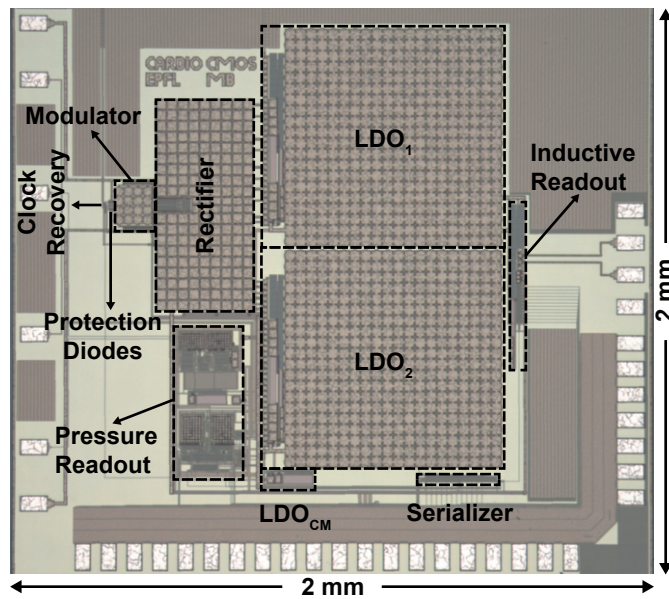 CARDIO CMOS
EPFL MB
Modulator
Clock
Recovery
Rectifier
LDO1
Inductive
Readout
Protection
Diodes
LDO2
2 mm
Pressure
Readout
LDOCM
Serializer
2 mm